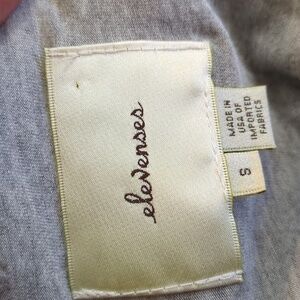 elevenses
MADE IN
USA OF
IMPORTED
FABRICS
S